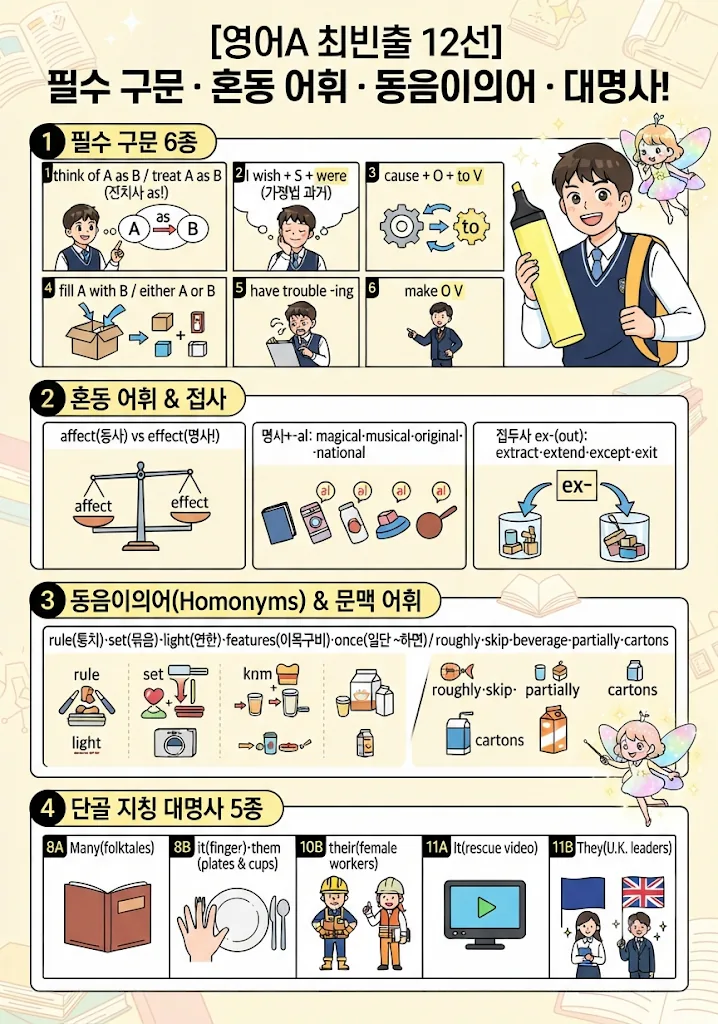 [영어A 최빈출 12선]
필수 구문 · 혼동 어휘 · 동음이의어 · 대명사!
1 필수 구문 6종
1 think of A as B / treat A as B
(진치사 as!)
A as B
2 I wish + S + were
(가정법 과거)
3 cause + O + to V
to
4 fill A with B / either A or B
+
5 have trouble -ing
6 make O V
2 혼동 어휘 & 접사
affect(동사) vs effect(명사!)
affect
effect
명사+-al: magical·musical·original·
·national
al al al al
집두사 ex-(out):
extract·extend·except·exit
ex-
3 동음이의어(Homonyms) & 문맥 어휘
rule(통치)·set(묶음)·light(연한)·features(이목구비)·once(일단 ~하면)/roughly·skip·beverage·partially·cartons
rule
light
set
+
knm
+
roughly·skip·
partially
cartons
cartons
4 단골 지칭 대명사 5종
8A Many(folktales)
8B it(finger)·them
(plates & cups)
10B their(female
workers)
11A It(rescue video)
11B They(U.K. leaders)